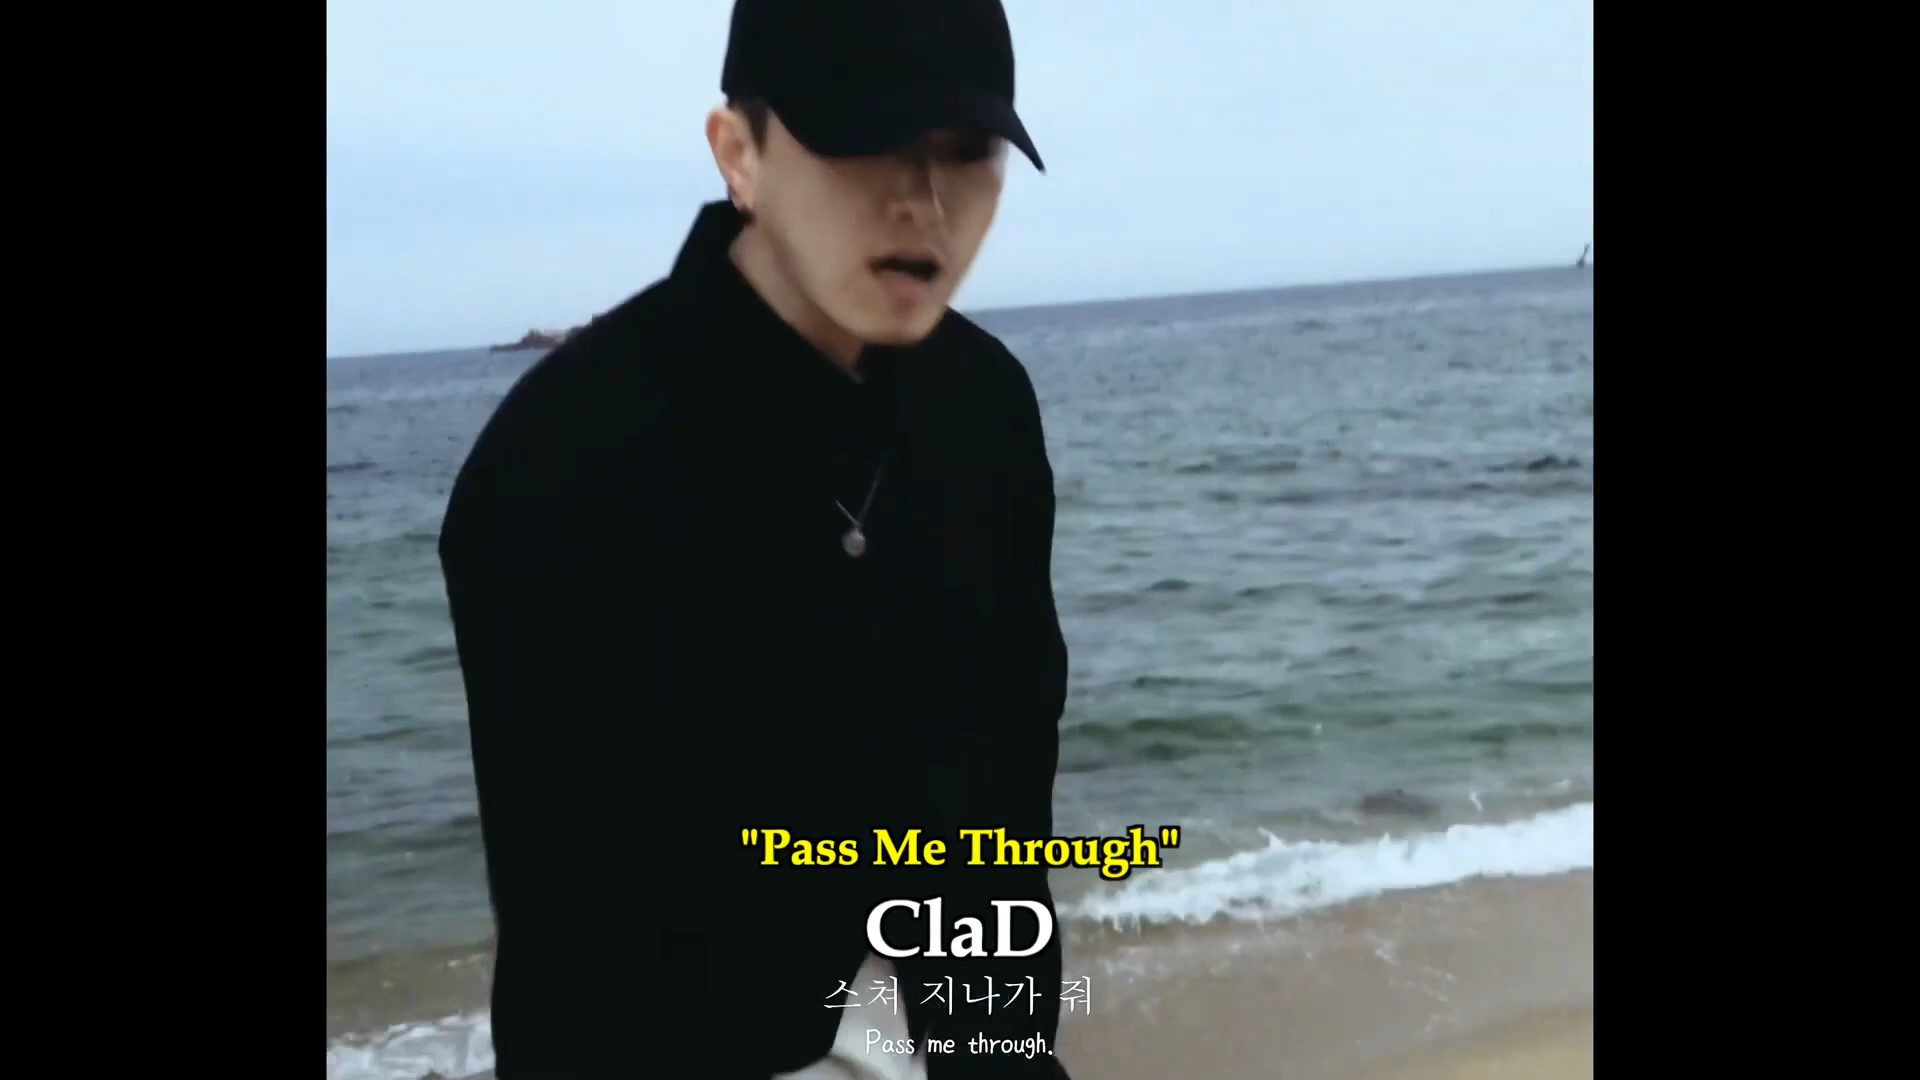 "Pass Me Through"
ClaD
스쳐 지나가 줘
Pass me through.